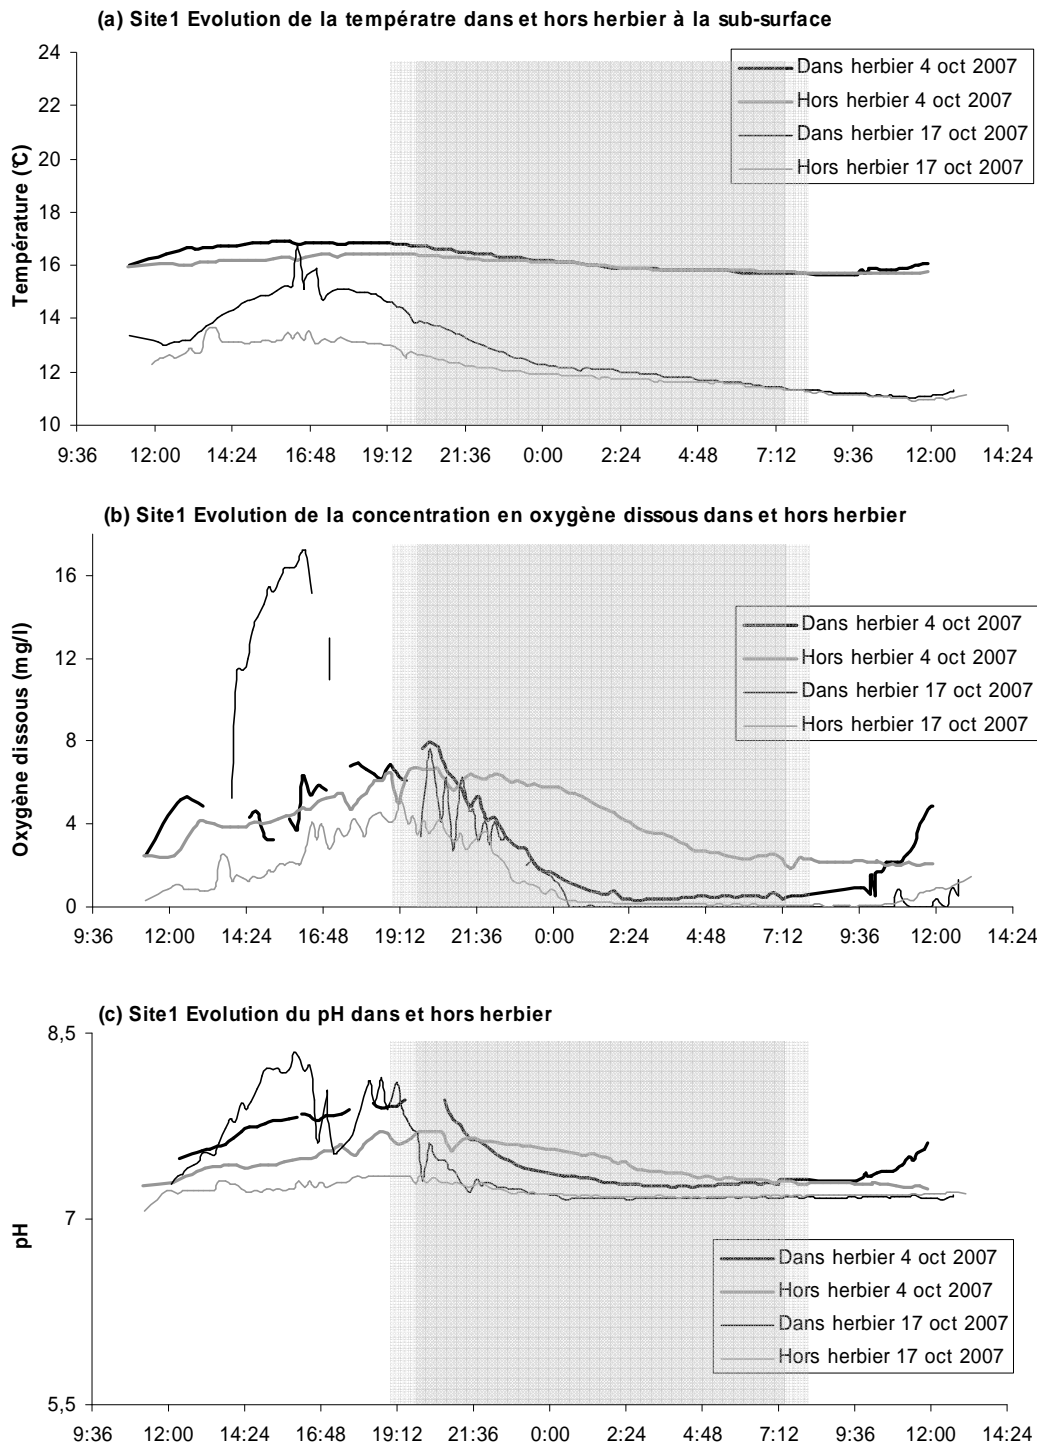 (a) Site1 Evolution de la températre dans et hors herbier à la sub-surface
24
22
20
18
16
14
12
10
Température (°C)
Dans herbier 4 oct 2007
Hors herbier 4 oct 2007
Dans herbier 17 oct 2007
Hors herbier 17 oct 2007
9:36 12:00 14:24 16:48 19:12 21:36 0:00 2:24 4:48 7:12 9:36 12:00 14:24
(b) Site1 Evolution de la concentration en oxygène dissous dans et hors herbier
16
12
8
4
0
Oxygène dissous (mg/l)
Dans herbier 4 oct 2007
Hors herbier 4 oct 2007
Dans herbier 17 oct 2007
Hors herbier 17 oct 2007
9:36 12:00 14:24 16:48 19:12 21:36 0:00 2:24 4:48 7:12 9:36 12:00 14:24
(c) Site1 Evolution du pH dans et hors herbier
8,5
7
5,5
pH
Dans herbier 4 oct 2007
Hors herbier 4 oct 2007
Dans herbier 17 oct 2007
Hors herbier 17 oct 2007
9:36 12:00 14:24 16:48 19:12 21:36 0:00 2:24 4:48 7:12 9:36 12:00 14:24